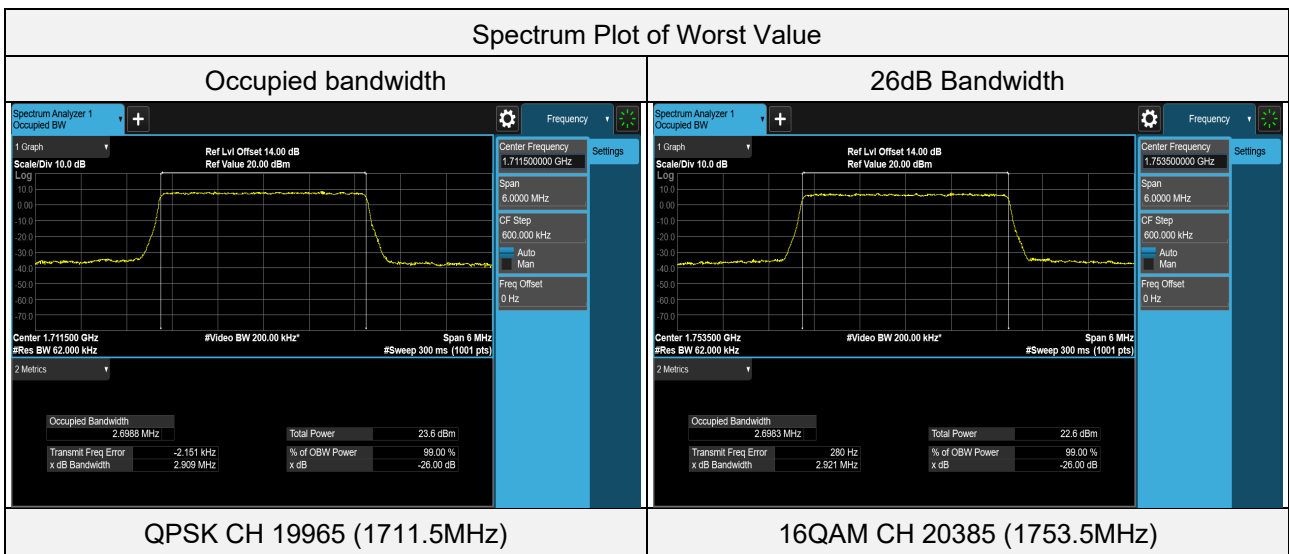 Spectrum Plot of Worst Value
Occupied bandwidth
26dB Bandwidth
Spectrum Analyzer 1
Occupied BW
+
Frequency
1 Graph
Scale/Div 10.0 dB
Ref Lvl Offset 14.00 dB
Ref Value 20.00 dBm
Log
10.0
0.00
-10.0
-20.0
-30.0
-40.0
-50.0
-60.0
-70.0
Center 1.711500 GHz
#Res BW 62.000 kHz
#Video BW 200.00 kHz*
Span 6 MHz
#Sweep 300 ms (1001 pts)
Center Frequency
1.711500000 GHz
Span
6.0000 MHz
CF Step
600.000 kHz
Auto
Man
Freq Offset
0 Hz
Settings
2 Metrics
Occupied Bandwidth
2.6988 MHz
Transmit Freq Error -2.151 kHz
x dB Bandwidth 2.909 MHz
Total Power 23.6 dBm
% of OBW Power 99.00 %
x dB -26.00 dB
Spectrum Analyzer 1
Occupied BW
+
Frequency
1 Graph
Scale/Div 10.0 dB
Ref Lvl Offset 14.00 dB
Ref Value 20.00 dBm
Log
10.0
0.00
-10.0
-20.0
-30.0
-40.0
-50.0
-60.0
-70.0
Center 1.753500 GHz
#Res BW 62.000 kHz
#Video BW 200.00 kHz*
Span 6 MHz
#Sweep 300 ms (1001 pts)
Center Frequency
1.753500000 GHz
Span
6.0000 MHz
CF Step
600.000 kHz
Auto
Man
Freq Offset
0 Hz
Settings
2 Metrics
Occupied Bandwidth
2.6983 MHz
Transmit Freq Error 280 Hz
x dB Bandwidth 2.921 MHz
Total Power 22.6 dBm
% of OBW Power 99.00 %
x dB -26.00 dB
QPSK CH 19965 (1711.5MHz)
16QAM CH 20385 (1753.5MHz)